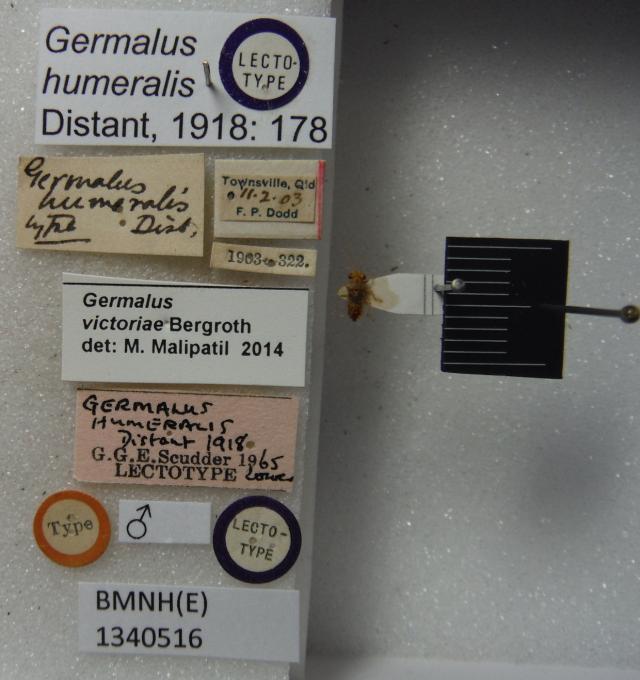 Germalus
humeralis
Distant, 1918: 178
LECTO-
TYPE
Germalus
humeralis
type Dist,
Townsville, Qld
11.2.03
F. P. Dodd
1903-322.
Germalus
victoriae Bergroth
det: M. Malipatil 2014
GERMALUS
HUMERALIS
Distant 1918
G.G.E.Scudder 1965
LECTOTYPE
Type
♂
LECTO-
TYPE
BMNH(E)
1340516